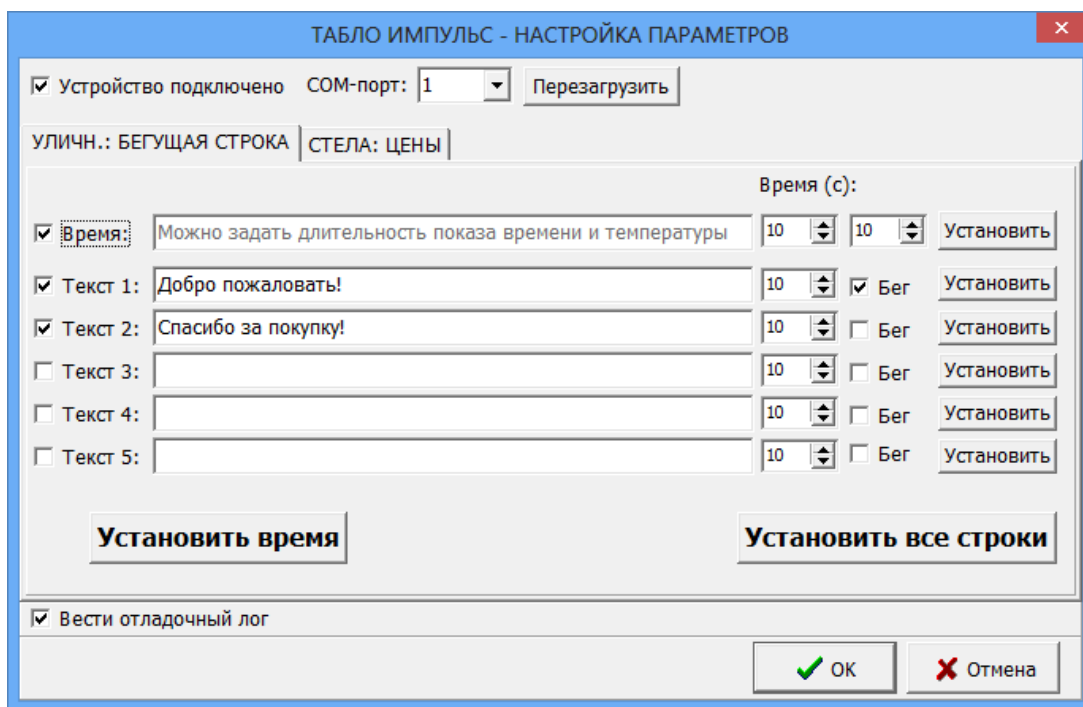 ТАБЛО ИМПУЛЬС - НАСТРОЙКА ПАРАМЕТРОВ
Устройство подключено COM-порт: 1 Перезагрузить
УЛИЧН.: БЕГУЩАЯ СТРОКА СТЕЛА: ЦЕНЫ
Время (с):
Время: Можно задать длительность показа времени и температуры 10 10 Установить
Текст 1: Добро пожаловать! 10 Бег Установить
Текст 2: Спасибо за покупку! 10 Бег Установить
Текст 3: 10 Бег Установить
Текст 4: 10 Бег Установить
Текст 5: 10 Бег Установить
Установить время Установить все строки
Вести отладочный лог
OK Отмена